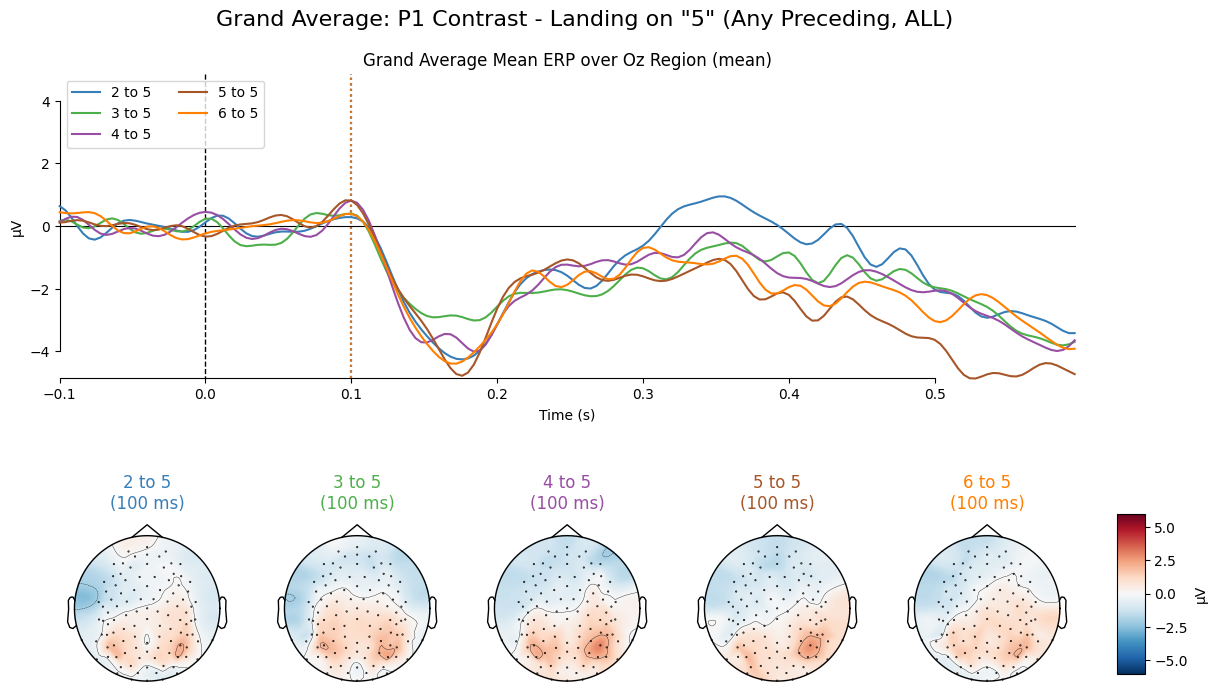 Grand Average: P1 Contrast - Landing on "5" (Any Preceding, ALL)
Grand Average Mean ERP over Oz Region (mean)
2 to 5
3 to 5
4 to 5
5 to 5
6 to 5
4
2
0
−2
−4
µV
−0.1
0.0
0.1
0.2
0.3
0.4
0.5
Time (s)
2 to 5
(100 ms)
3 to 5
(100 ms)
4 to 5
(100 ms)
5 to 5
(100 ms)
6 to 5
(100 ms)
5.0
2.5
0.0
−2.5
−5.0
µV